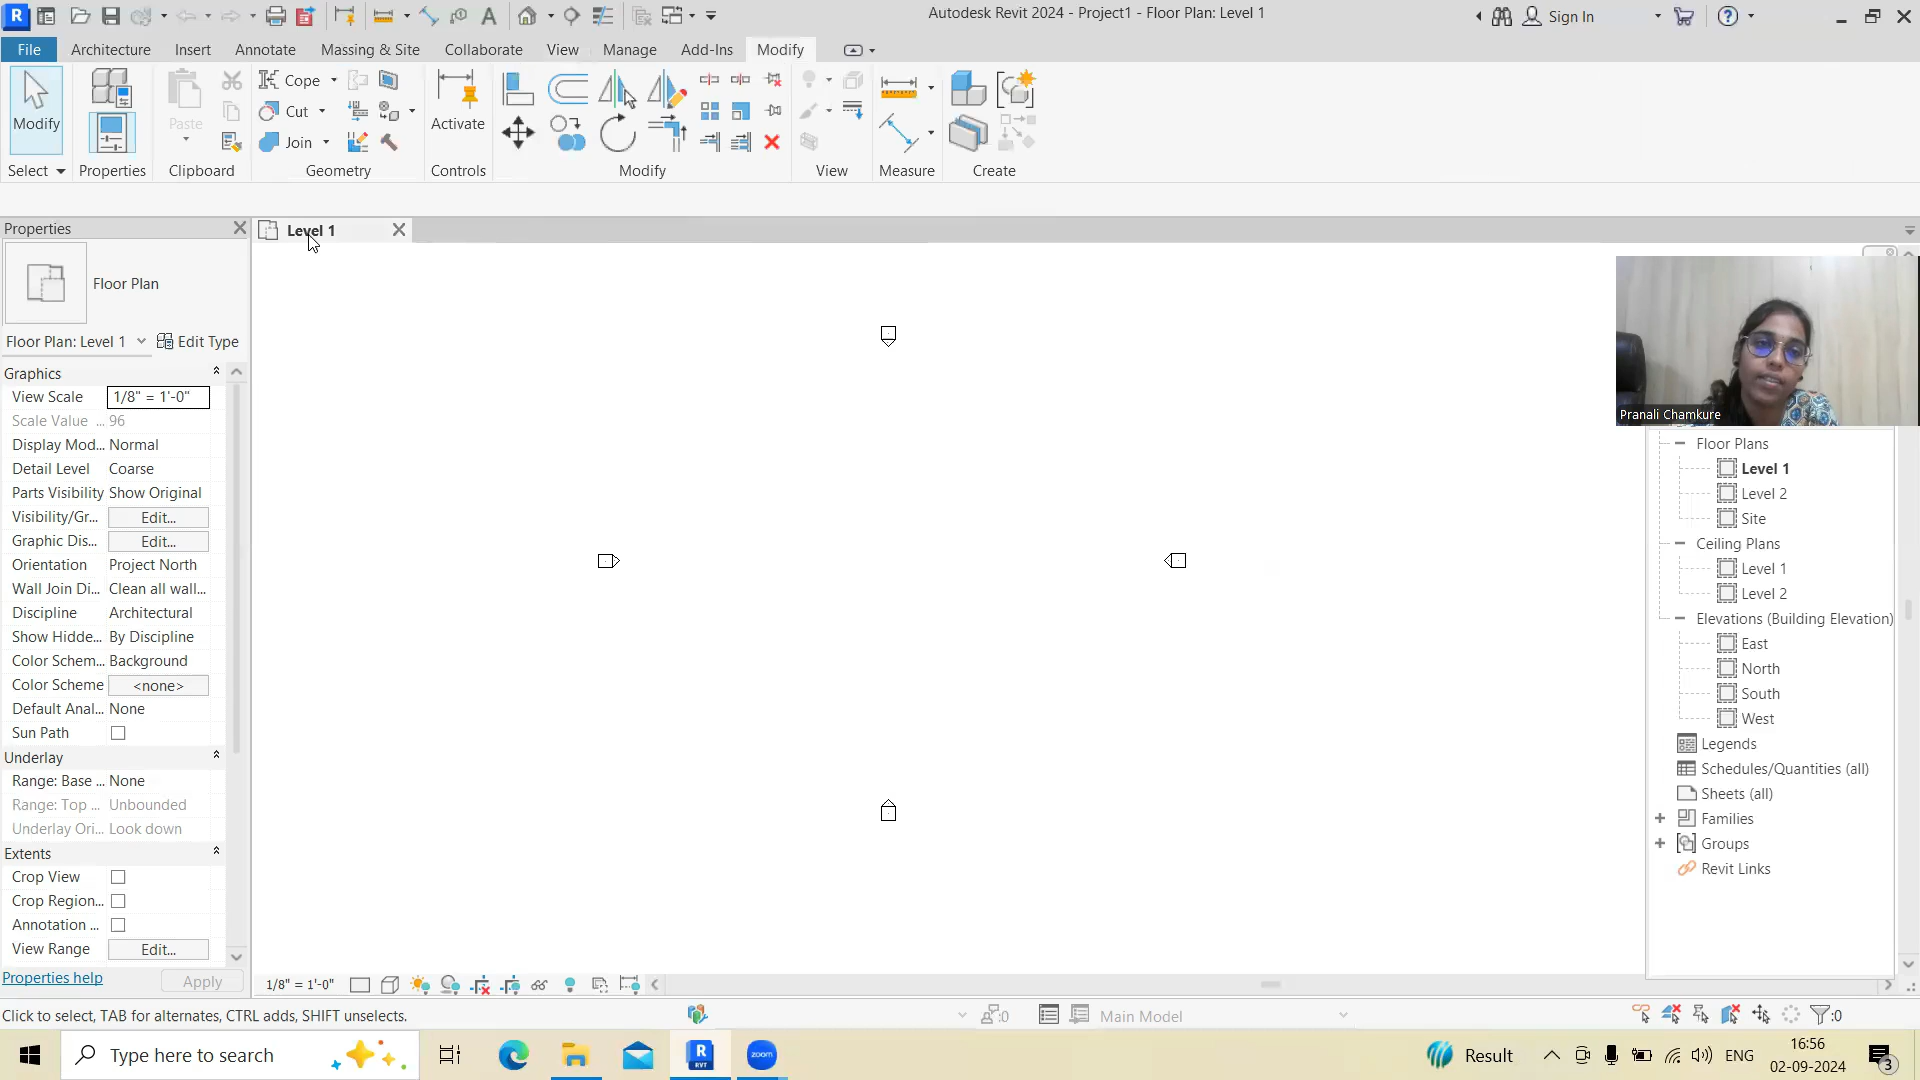 Autodesk Revit 2024 - Project1 - Floor Plan: Level 1
Sign In
File Architecture Insert Annotate Massing & Site Collaborate View Manage Add-Ins Modify
Modify
Paste
Cope
Cut
Join
Activate
Select Properties Clipboard Geometry Controls Modify View Measure Create
Properties
Level 1
Floor Plan
Floor Plan: Level 1 Edit Type
Graphics
View Scale 1/8" = 1'-0"
Scale Value ... 96
Display Mod... Normal
Detail Level Coarse
Parts Visibility Show Original
Visibility/Gr... Edit...
Graphic Dis... Edit...
Orientation Project North
Wall Join Di... Clean all wall...
Discipline Architectural
Show Hidde... By Discipline
Color Schem... Background
Color Scheme <none>
Default Anal... None
Sun Path
Underlay
Range: Base ... None
Range: Top ... Unbounded
Underlay Ori... Look down
Extents
Crop View
Crop Region...
Annotation ...
View Range Edit...
Properties help Apply
Pranali Chamkure
Floor Plans
Level 1
Level 2
Site
Ceiling Plans
Level 1
Level 2
Elevations (Building Elevation)
East
North
South
West
Legends
Schedules/Quantities (all)
Sheets (all)
Families
Groups
Revit Links
1/8" = 1'-0"
Click to select, TAB for alternates, CTRL adds, SHIFT unselects.
:0
Main Model
:0
Type here to search
R
RVT
zoom
Result
ENG
16:56
02-09-2024
3